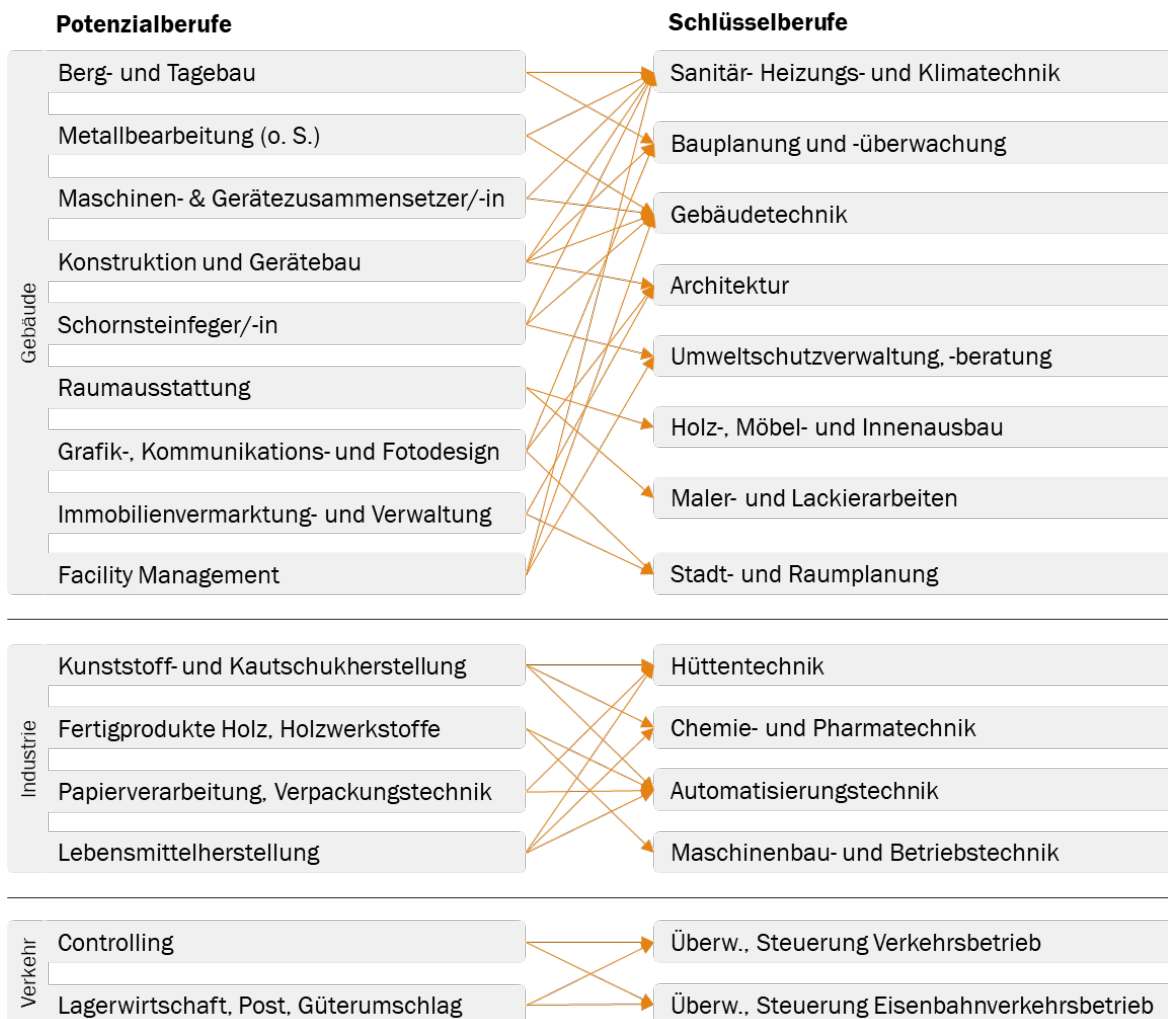 Potenzialberufe
Schlüsselberufe
Gebäude
Berg- und Tagebau
Metallbearbeitung (o. S.)
Maschinen- & Gerätezusammensetzer/-in
Konstruktion und Gerätebau
Schornsteinfeger/-in
Raumausstattung
Grafik-, Kommunikations- und Fotodesign
Immobilienvermarktung- und Verwaltung
Facility Management
Sanitär- Heizungs- und Klimatechnik
Bauplanung und -überwachung
Gebäudetechnik
Architektur
Umweltschutzverwaltung, -beratung
Holz-, Möbel- und Innenausbau
Maler- und Lackierarbeiten
Stadt- und Raumplanung
Industrie
Kunststoff- und Kautschukherstellung
Fertigprodukte Holz, Holzwerkstoffe
Papierverarbeitung, Verpackungstechnik
Lebensmittelherstellung
Hüttentechnik
Chemie- und Pharmatechnik
Automatisierungstechnik
Maschinenbau- und Betriebstechnik
Verkehr
Controlling
Lagerwirtschaft, Post, Güterumschlag
Überw., Steuerung Verkehrsbetrieb
Überw., Steuerung Eisenbahnverkehrsbetrieb